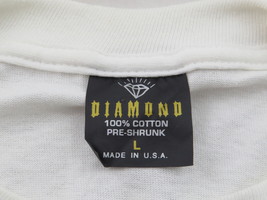 DIAMOND
100% COTTON
PRE-SHRUNK
L
MADE IN U.S.A.